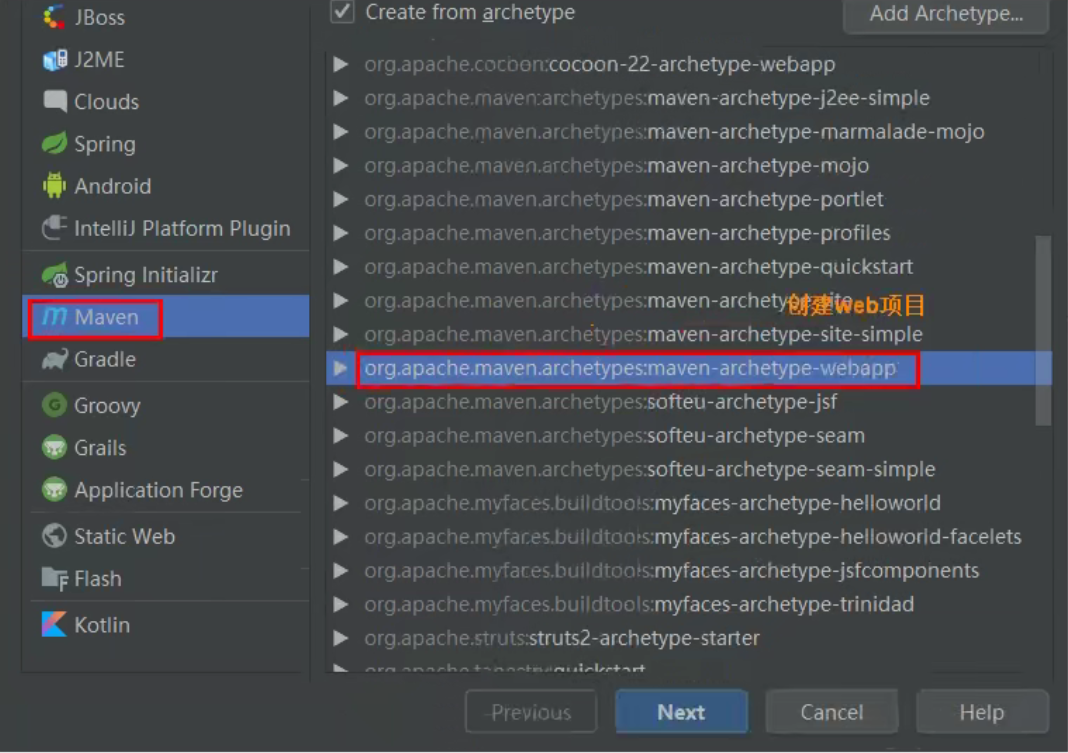 JBoss
J2ME
Clouds
Spring
Android
IntelliJ Platform Plugin
Spring Initializr
Maven
Gradle
Groovy
Grails
Application Forge
Static Web
Flash
Kotlin
Create from archetype
Add Archetype...
org.apache.cocoon:cocoon-22-archetype-webapp
org.apache.maven.archetypes:maven-archetype-j2ee-simple
org.apache.maven.archetypes:maven-archetype-marmalade-mojo
org.apache.maven.archetypes:maven-archetype-mojo
org.apache.maven.archetypes:maven-archetype-portlet
org.apache.maven.archetypes:maven-archetype-profiles
org.apache.maven.archetypes:maven-archetype-quickstart
org.apache.maven.archetypes:maven-archetype-site
创建web项目
org.apache.maven.archetypes:maven-archetype-site-simple
org.apache.maven.archetypes:maven-archetype-webapp
org.apache.maven.archetypes:softeu-archetype-jsf
org.apache.maven.archetypes:softeu-archetype-seam
org.apache.maven.archetypes:softeu-archetype-seam-simple
org.apache.myfaces.buildtools:myfaces-archetype-helloworld
org.apache.myfaces.buildtools:myfaces-archetype-helloworld-facelets
org.apache.myfaces.buildtools:myfaces-archetype-jsfcomponents
org.apache.myfaces.buildtools:myfaces-archetype-trinidad
org.apache.struts:struts2-archetype-starter
org.apache.tapestry:quickstart
Previous
Next
Cancel
Help